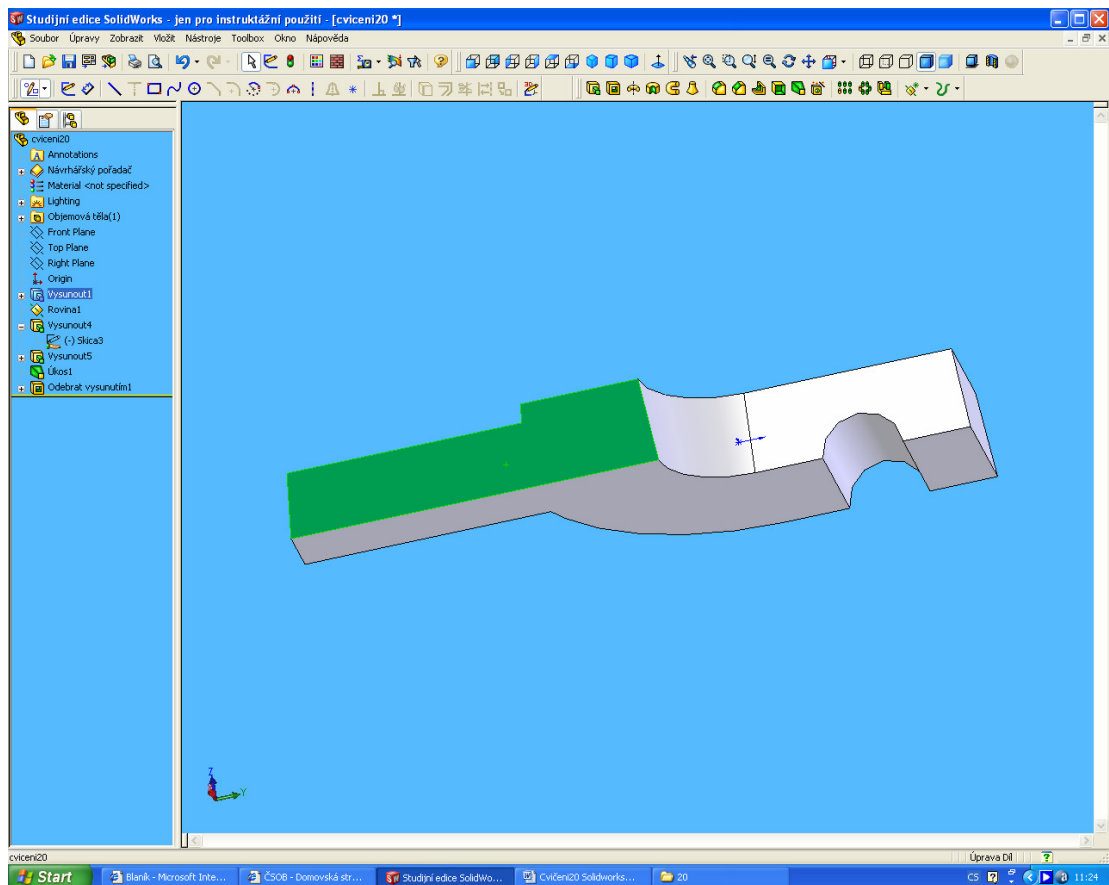 Studijní edice SolidWorks - jen pro instruktážní použití - [cviceni20 *]
Soubor Úpravy Zobrazit Vložit Nástroje Toolbox Okno Nápověda
cviceni20
Annotations
Návrhářský pořadač
Material <not specified>
Lighting
Objemová těla(1)
Front Plane
Top Plane
Right Plane
Origin
Vysunout1
Rovina1
Vysunout4
(-) Skica3
Vysunout5
Úkos1
Odebrat vysunutím1
Z
Y
cviceni20
Úprava Díl
Start
Blaník - Microsoft Inte...
ČSOB - Domovská str...
Studijní edice SolidWo...
Cvičení20 Solidworks...
20
CS
11:24